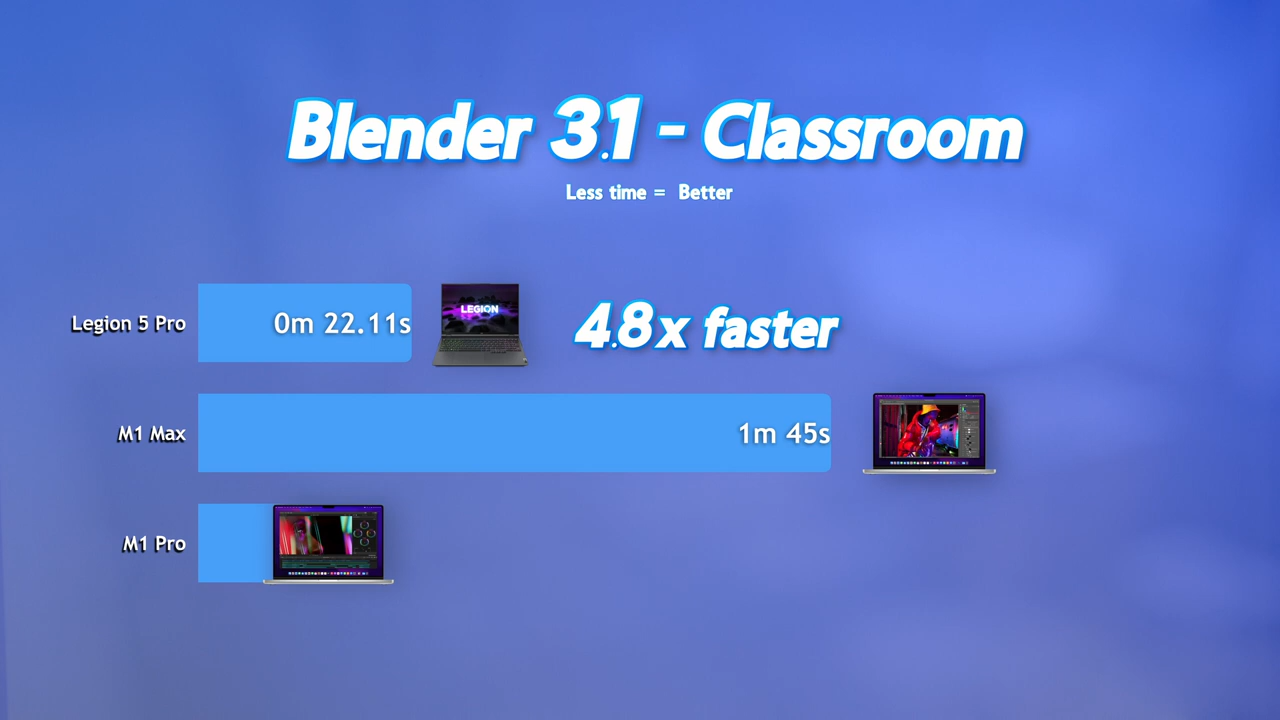 Blender 3.1 - Classroom
Less time = Better
Legion 5 Pro
0m 22.11s
LEGION
4.8x faster
M1 Max
1m 45s
M1 Pro